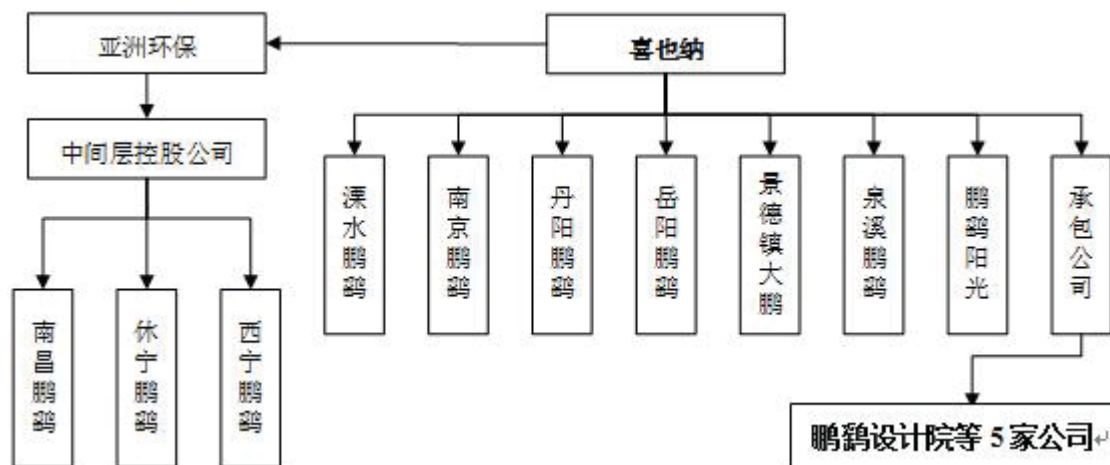 亚洲环保
喜也纳
中间层控股公司
溧水鹏鹞
南京鹏鹞
丹阳鹏鹞
岳阳鹏鹞
景德镇大鹏
泉溪鹏鹞
鹏鹞阳光
承包公司
南昌鹏鹞
休宁鹏鹞
西宁鹏鹞
鹏鹞设计院等 5 家公司